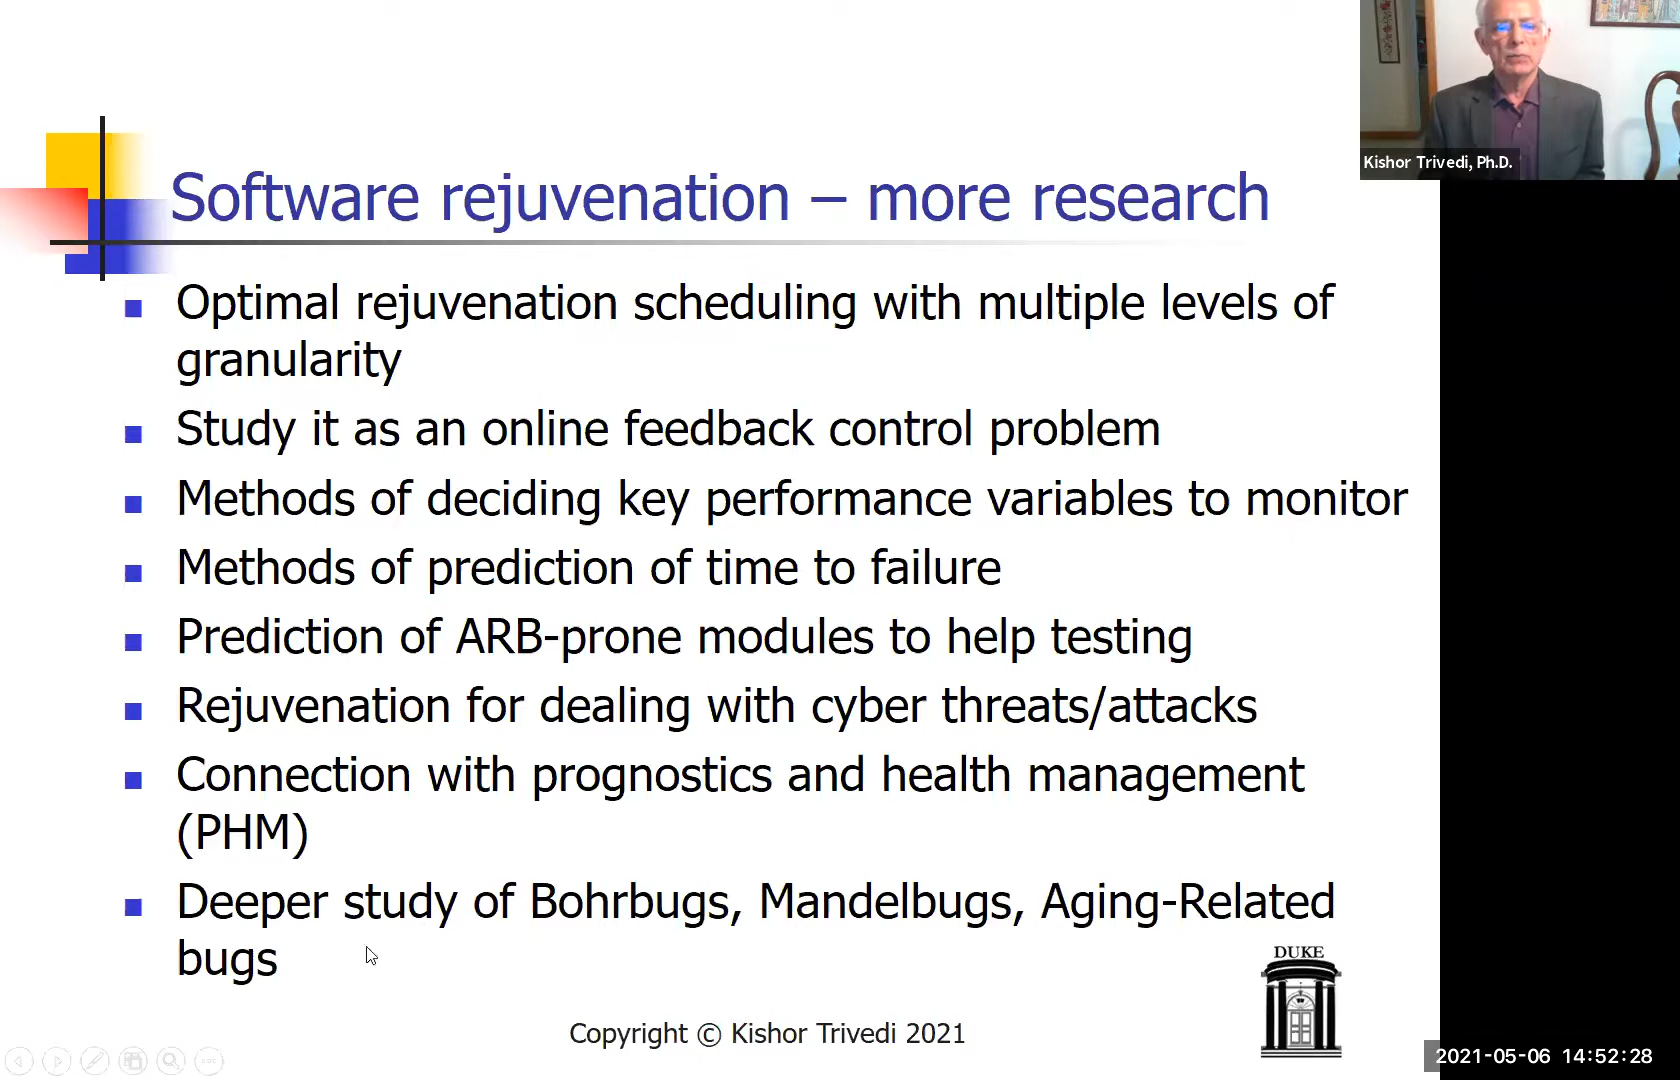 Kishor Trivedi, Ph.D.
Software rejuvenation – more research
Optimal rejuvenation scheduling with multiple levels of
granularity
Study it as an online feedback control problem
Methods of deciding key performance variables to monitor
Methods of prediction of time to failure
Prediction of ARB-prone modules to help testing
Rejuvenation for dealing with cyber threats/attacks
Connection with prognostics and health management
(PHM)
Deeper study of Bohrbugs, Mandelbugs, Aging-Related
bugs
DUKE
Copyright © Kishor Trivedi 2021
2021-05-06 14:52:28